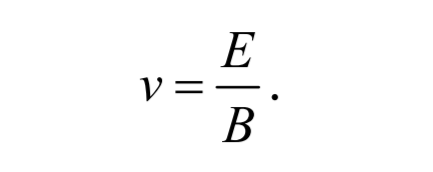 v = E/B.